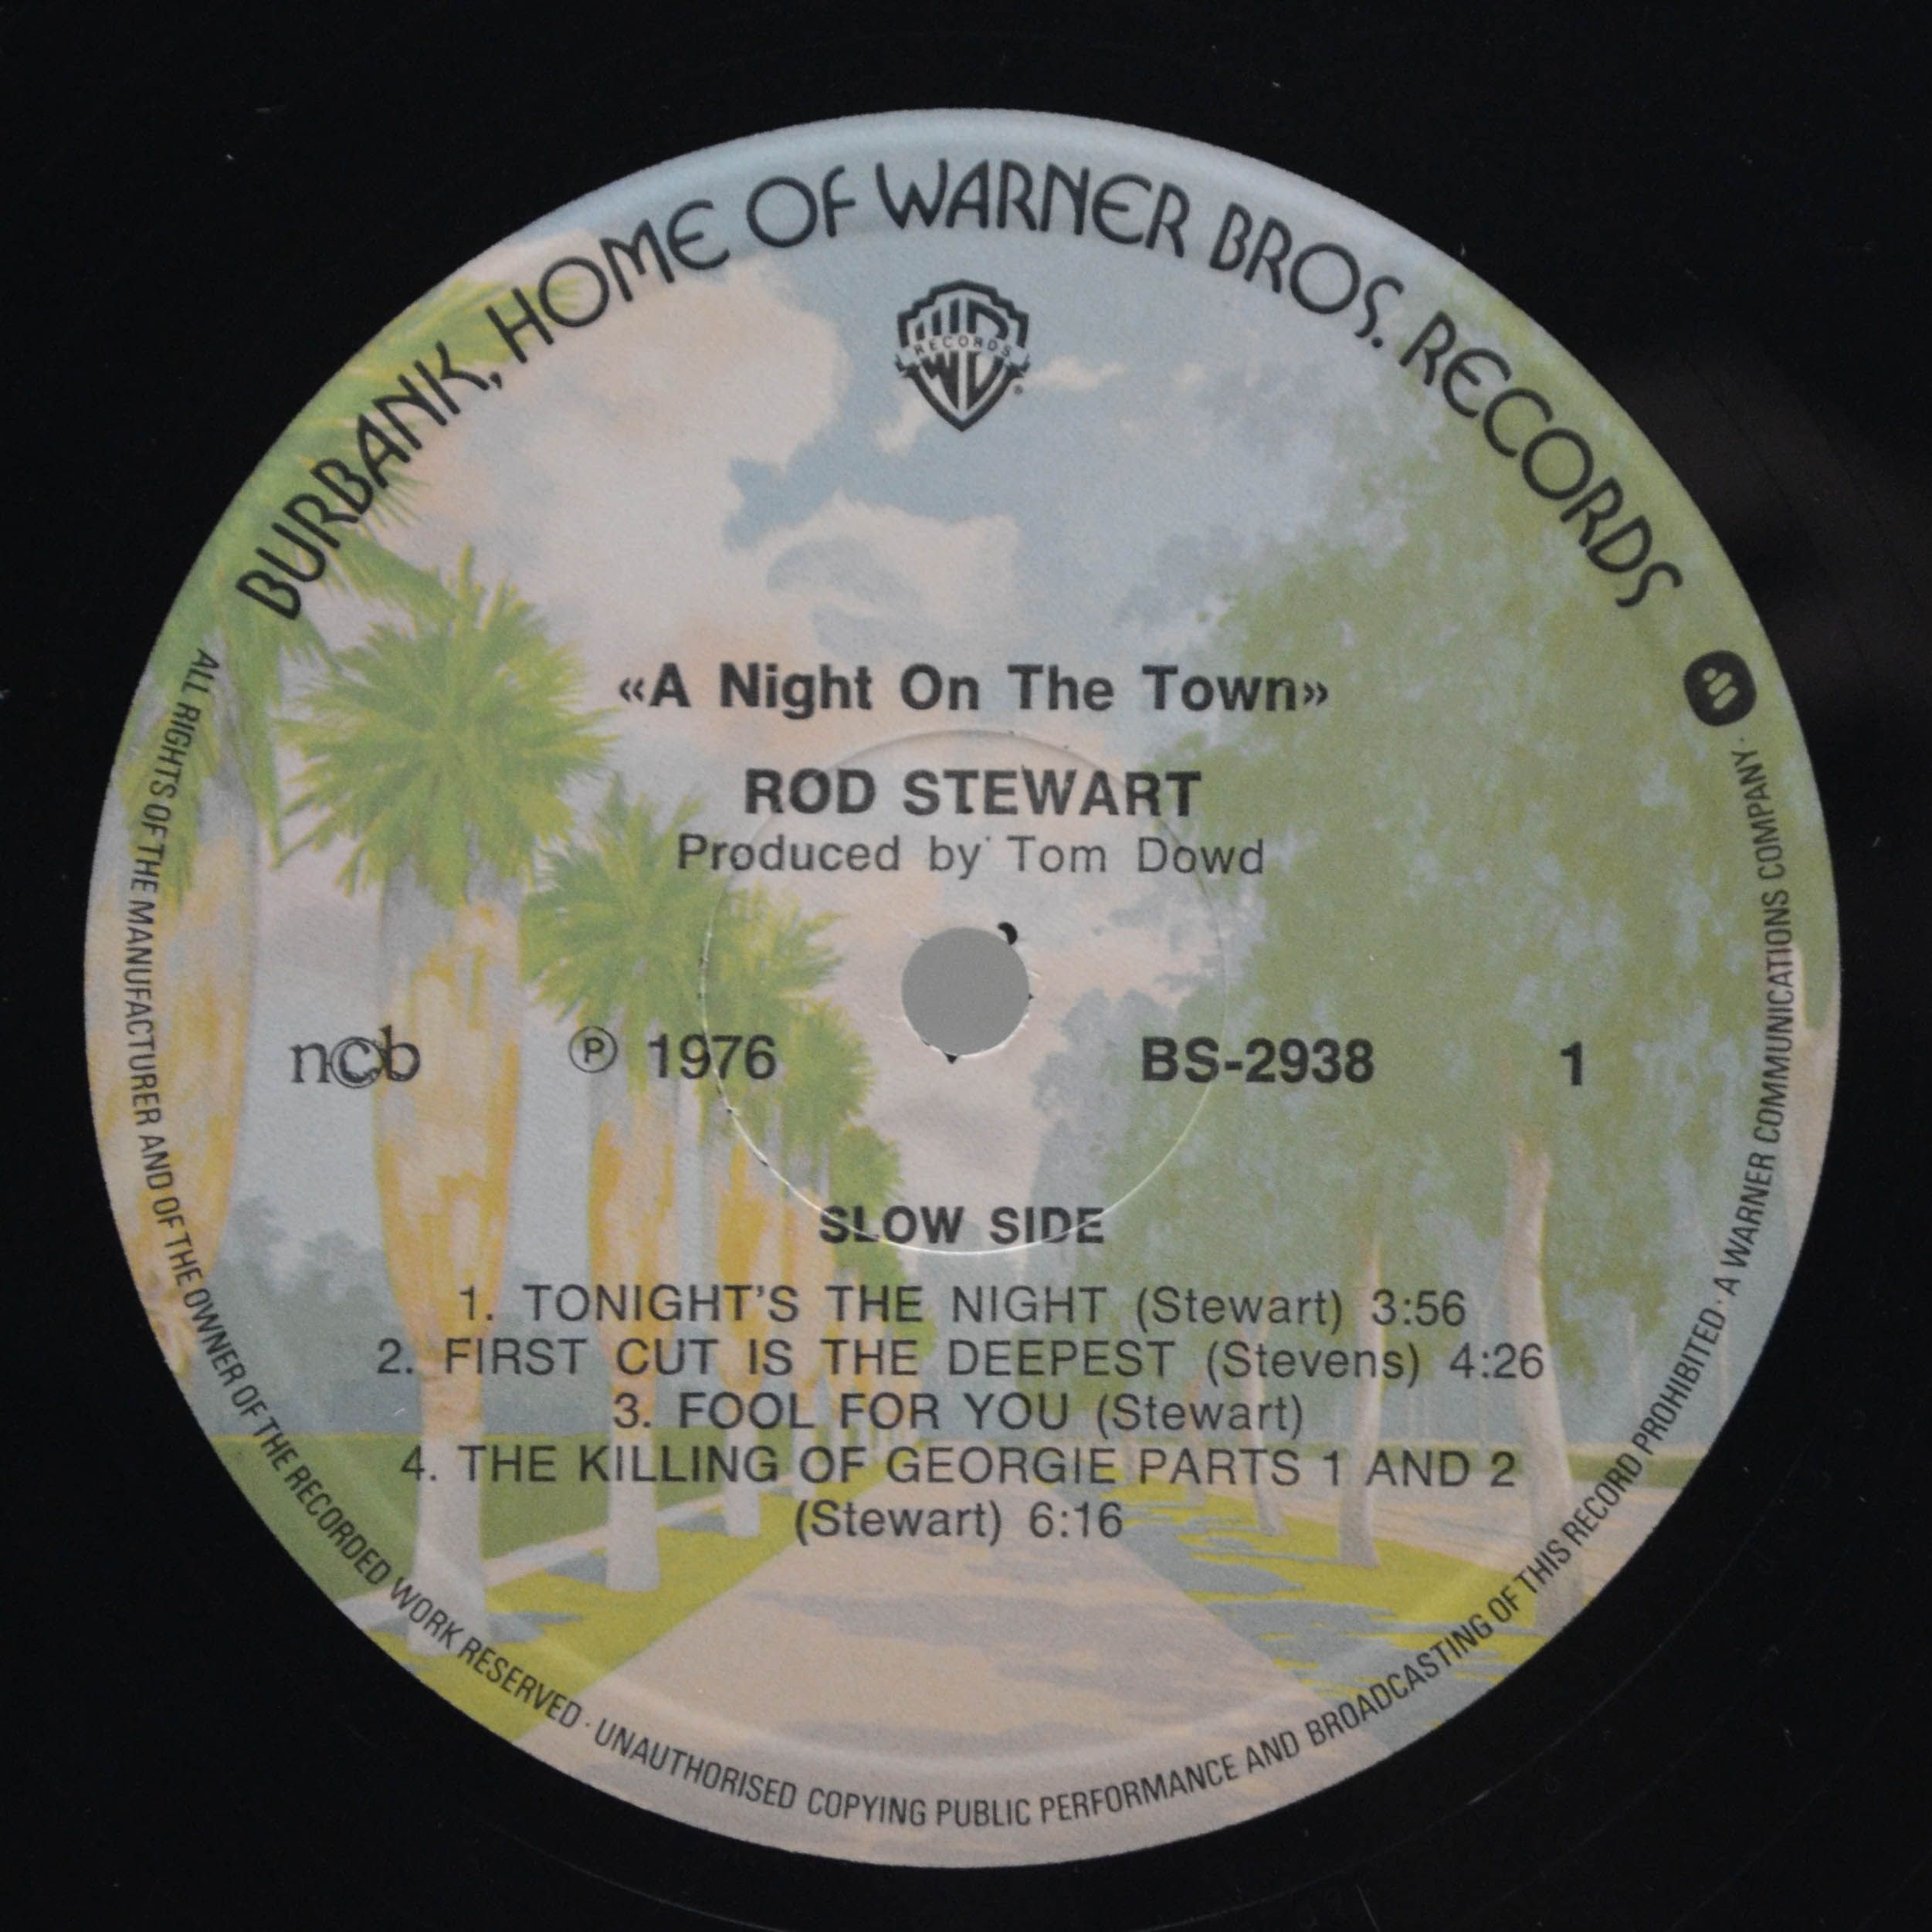 BURBANK, HOME OF WARNER BROS. RECORDS
RECORDS
«A Night On The Town»
ROD STEWART
Produced by Tom Dowd
ncb ℗ 1976 BS-2938 1
SLOW SIDE
1. TONIGHT'S THE NIGHT (Stewart) 3:56
2. FIRST CUT IS THE DEEPEST (Stevens) 4:26
3. FOOL FOR YOU (Stewart)
4. THE KILLING OF GEORGIE PARTS 1 AND 2
(Stewart) 6:16
ALL RIGHTS OF THE MANUFACTURER AND OF THE OWNER OF THE RECORDED WORK RESERVED · UNAUTHORISED COPYING PUBLIC PERFORMANCE AND BROADCASTING OF THIS RECORD PROHIBITED · A WARNER COMMUNICATIONS COMPANY ·